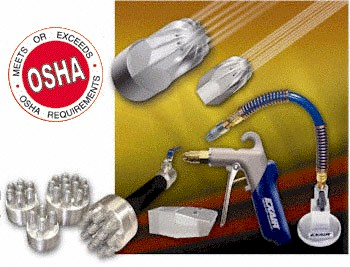 MEETS OR EXCEEDS
OSHA
OSHA REQUIREMENTS
EXAIR
EXAIR